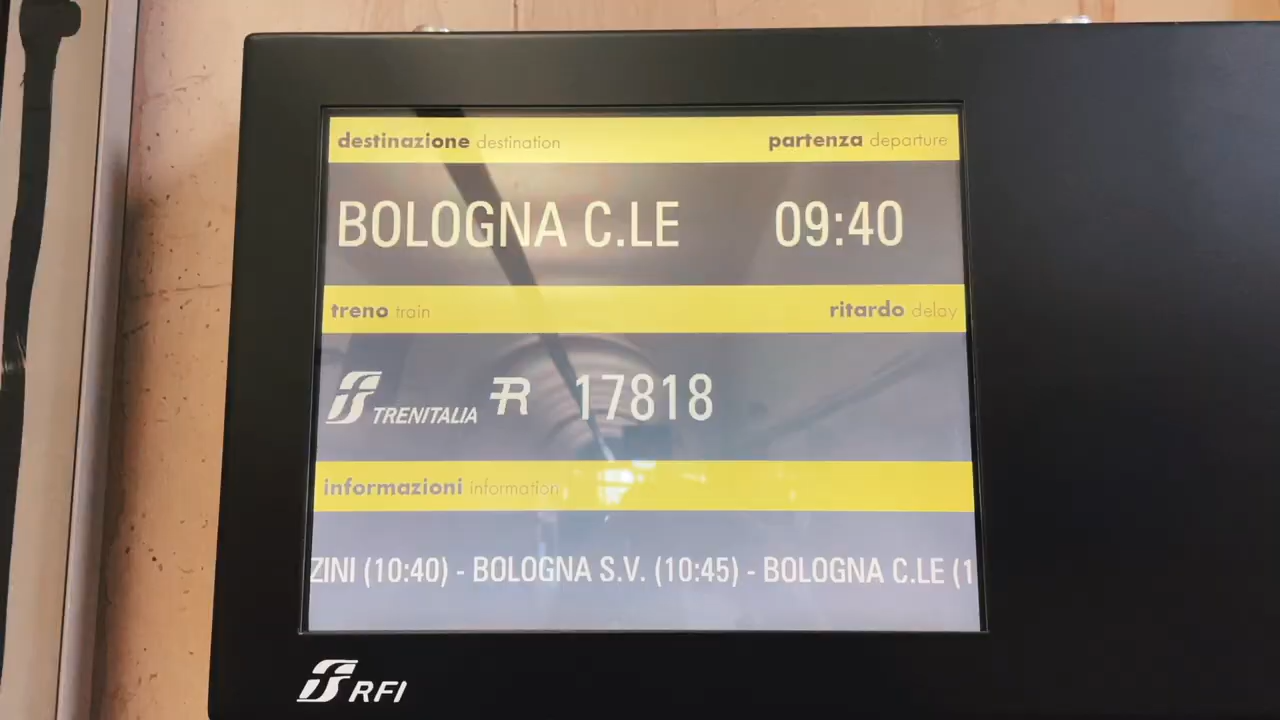 destinazione destination partenza departure
BOLOGNA C.LE 09:40
treno train ritardo delay
TRENITALIA R 17818
informazioni information
ZINI (10:40) - BOLOGNA S.V. (10:45) - BOLOGNA C.LE (1
RFI